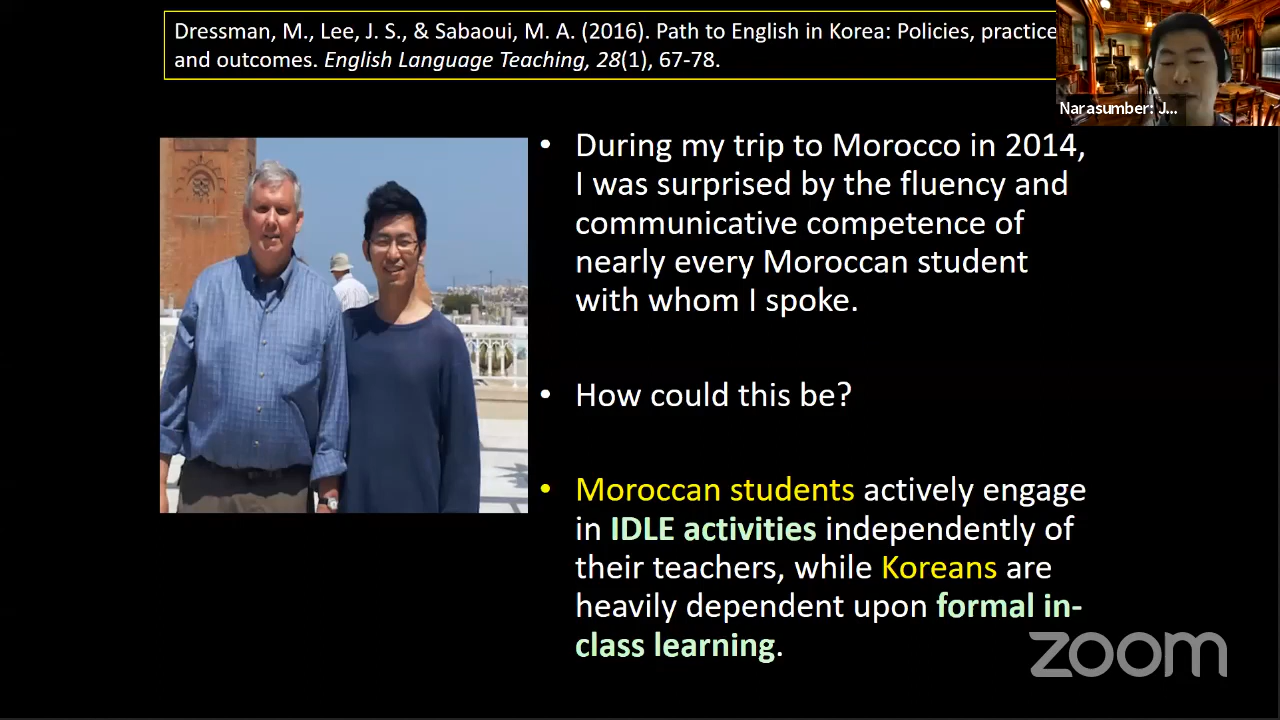 Dressman, M., Lee, J. S., & Sabaoui, M. A. (2016). Path to English in Korea: Policies, practice
and outcomes. English Language Teaching, 28(1), 67-78.
Narasumber: J...
• During my trip to Morocco in 2014,
I was surprised by the fluency and
communicative competence of
nearly every Moroccan student
with whom I spoke.
• How could this be?
• Moroccan students actively engage
in IDLE activities independently of
their teachers, while Koreans are
heavily dependent upon formal in-
class learning.
zoom